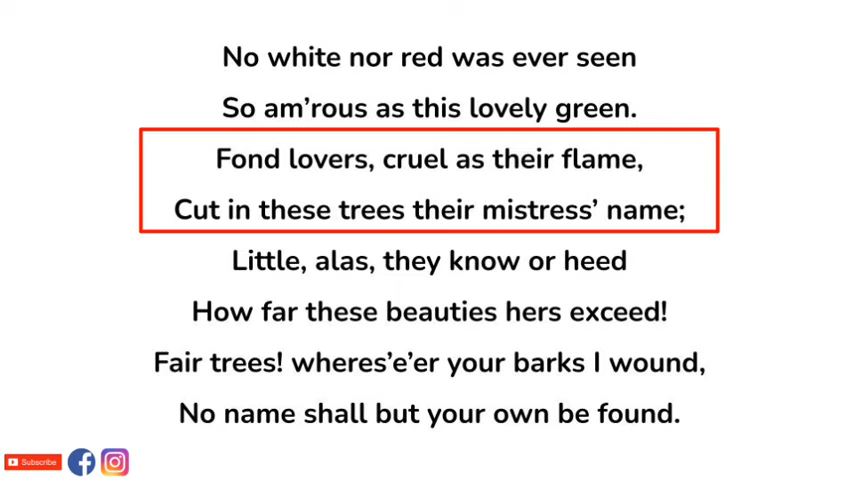 No white nor red was ever seen
So am’rous as this lovely green.
Fond lovers, cruel as their flame,
Cut in these trees their mistress’ name;
Little, alas, they know or heed
How far these beauties hers exceed!
Fair trees! wheres’e’er your barks I wound,
No name shall but your own be found.
Subscribe